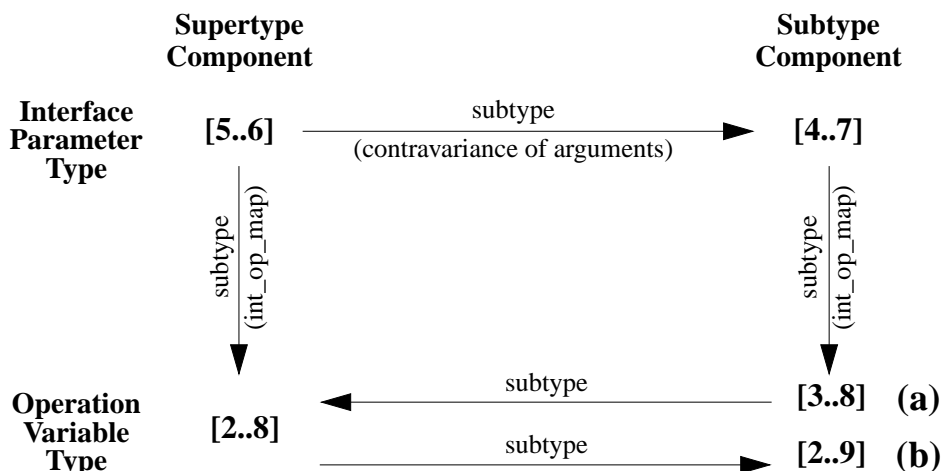 Supertype
Component
Subtype
Component
Interface
Parameter
Type
[5..6]
subtype
(contravariance of arguments)
[4..7]
subtype
(int_op_map)
subtype
(int_op_map)
Operation
Variable
Type
[2..8]
subtype
[3..8] (a)
subtype
[2..9] (b)